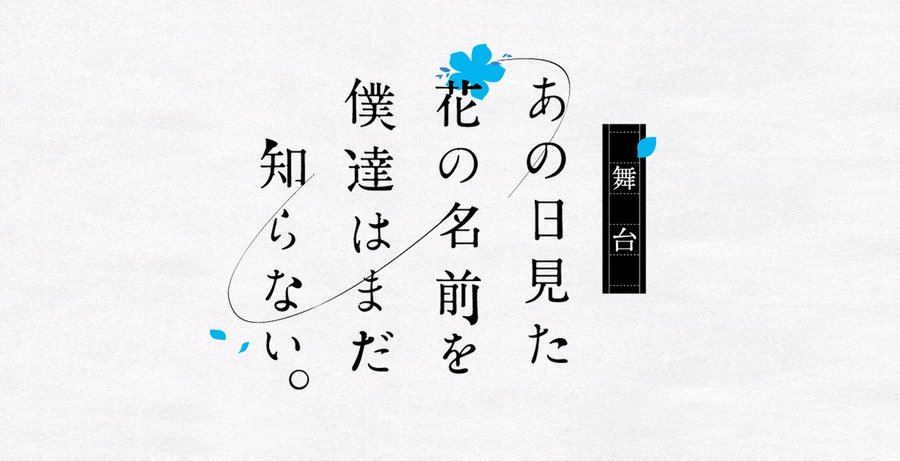 舞台
あの日見た
花の名前を
僕達はまだ
知らない。